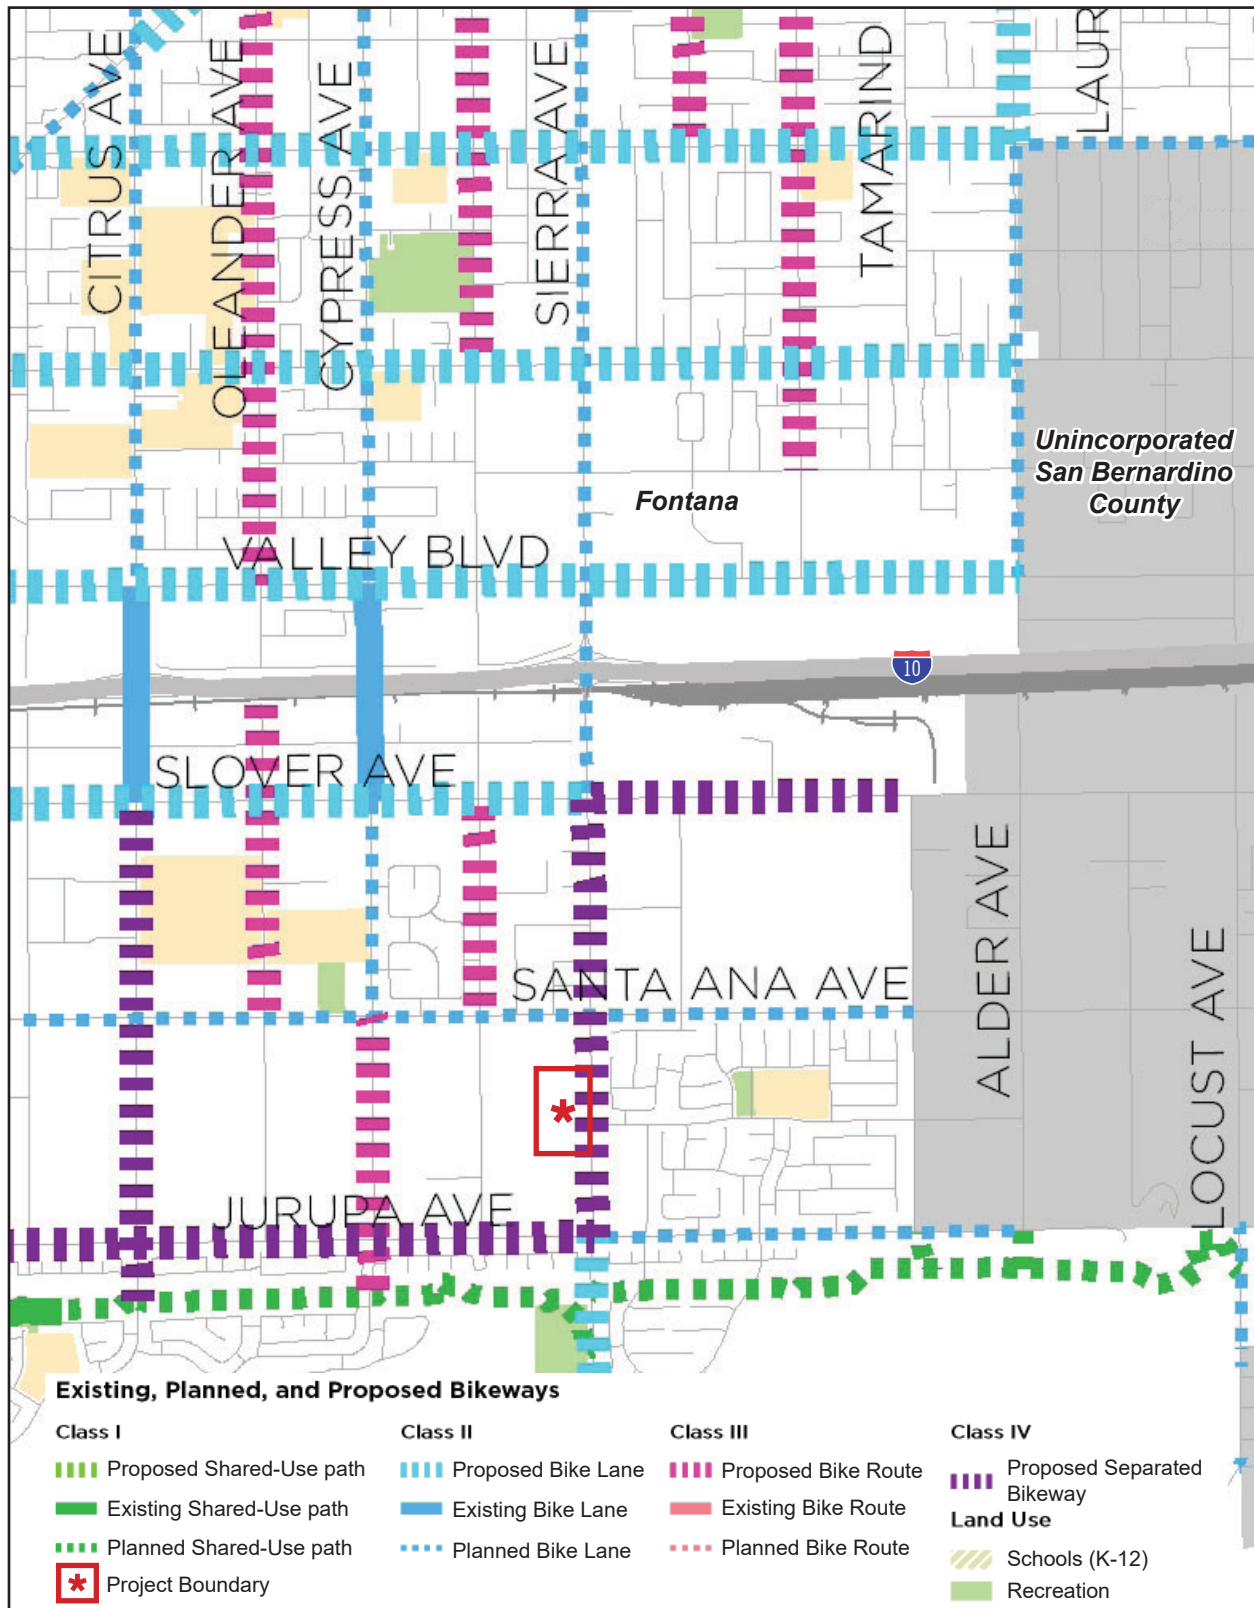 CITRUS AVE
OLEANDER AVE
CYPRESS AVE
SIERRA AVE
TAMARIND
LAUR
Unincorporated
San Bernardino
County
Fontana
VALLEY BLVD
10
SLOVER AVE
SANTA ANA AVE
ALDER AVE
LOCUST AVE
*
JURUPA AVE
Existing, Planned, and Proposed Bikeways
Class I
Proposed Shared-Use path
Existing Shared-Use path
Planned Shared-Use path
* Project Boundary
Class II
Proposed Bike Lane
Existing Bike Lane
Planned Bike Lane
Class III
Proposed Bike Route
Existing Bike Route
Planned Bike Route
Class IV
Proposed Separated
Bikeway
Land Use
Schools (K-12)
Recreation